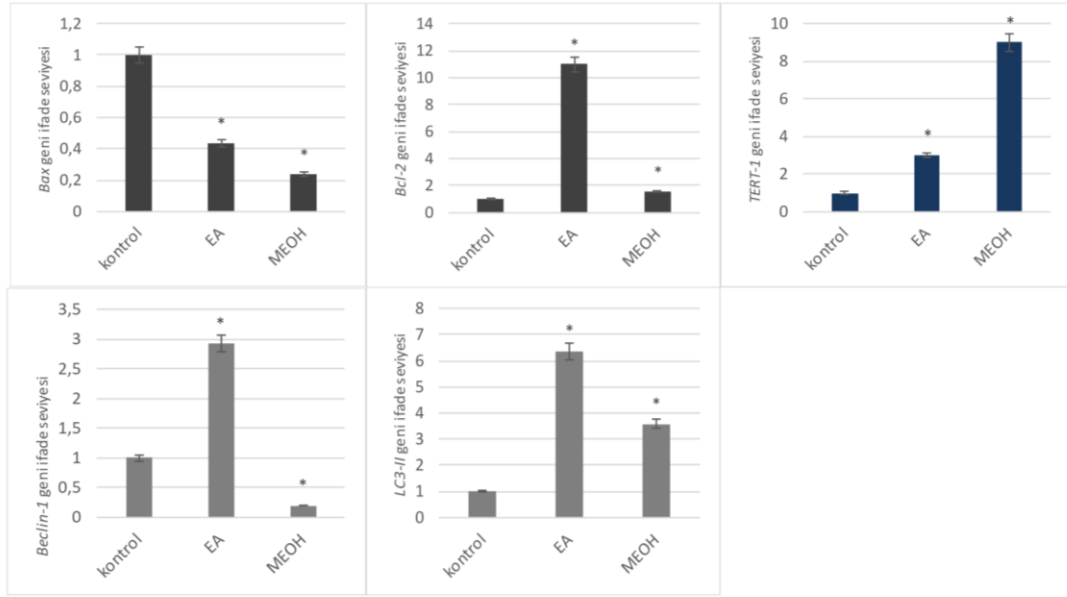 Bax geni ifade seviyesi
1,2
1
0,8
0,6
0,4
0,2
0
*
*
kontrol
EA
MEOH
Bcl-2 geni ifade seviyesi
14
12
10
8
6
4
2
0
*
*
kontrol
EA
MEOH
TERT-1 geni ifade seviyesi
10
8
6
4
2
0
*
*
kontrol
EA
MEOH
Beclin-1 geni ifade seviyesi
3,5
3
2,5
2
1,5
1
0,5
0
*
*
kontrol
EA
MEOH
LC3-II geni ifade seviyesi
8
7
6
5
4
3
2
1
0
*
*
kontrol
EA
MEOH